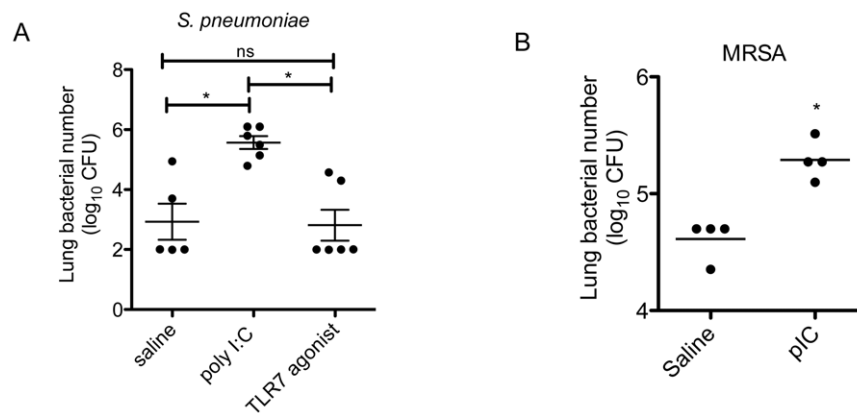 A
S. pneumoniae
ns
*
*
8
6
4
2
0
Lung bacterial number
(log₁₀ CFU)
saline
poly I:C
TLR7 agonist
B
MRSA
*
6
5
4
Lung bacterial number
(log₁₀ CFU)
Saline
pIC